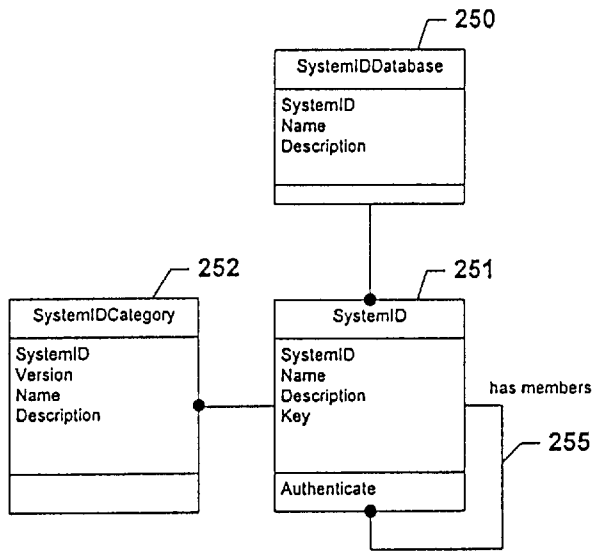 250
SystemIDDatabase
SystemID
Name
Description
252
SystemIDCategory
SystemID
Version
Name
Description
251
SystemID
SystemID
Name
Description
Key
Authenticate
has members
255